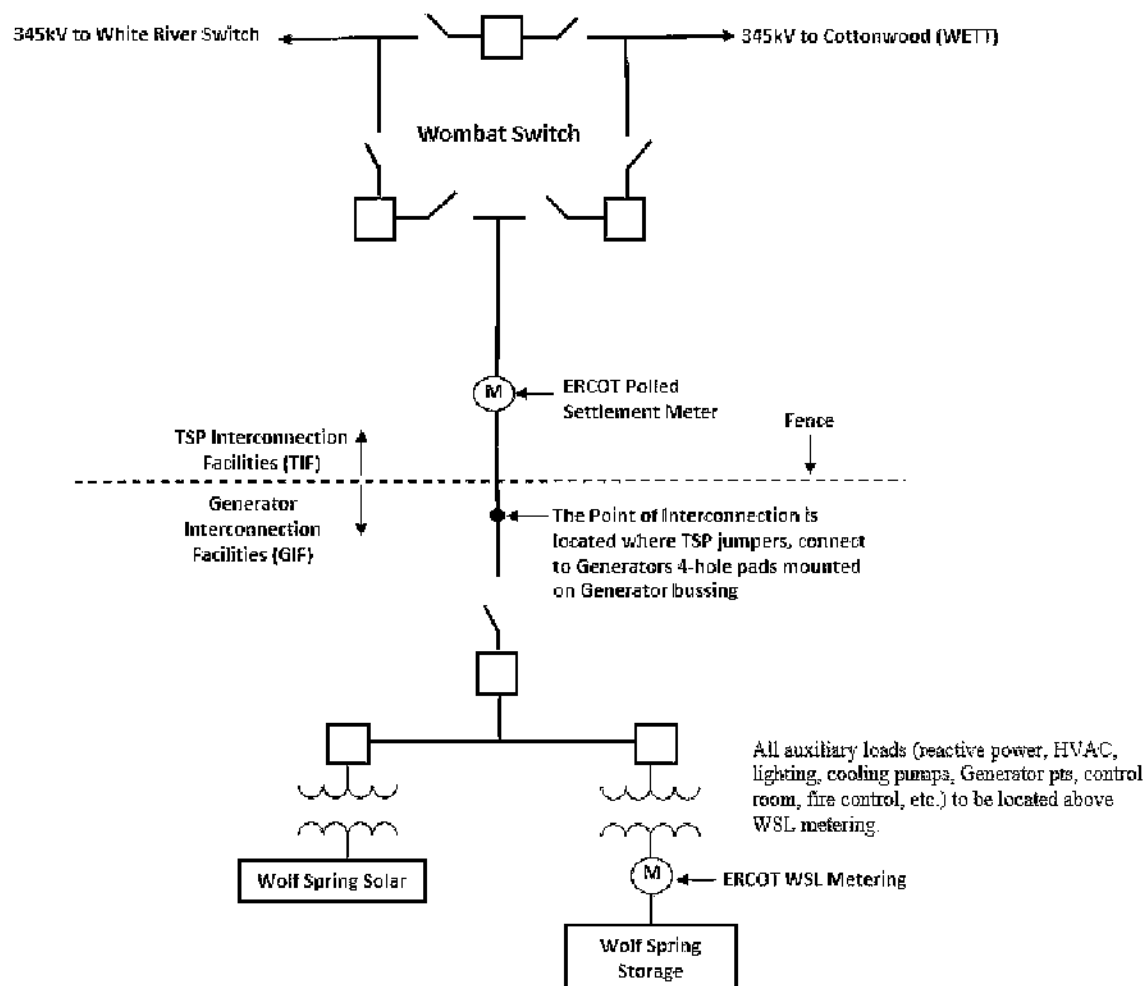 345kV to White River Switch
345kV to Cottonwood (WETT)
Wombat Switch
M
ERCOT Polled
Settlement Meter
TSP Interconnection
Facilities (TIF)
Fence
Generator
Interconnection
Facilities (GIF)
The Point of Interconnection is
located where TSP jumpers, connect
to Generators 4-hole pads mounted
on Generator bussing
All auxiliary loads (reactive power, HVAC,
lighting, cooling pumps, Generator pts, control
room, fire control, etc.) to be located above
WSL metering.
Wolf Spring Solar
M
ERCOT WSL Metering
Wolf Spring
Storage